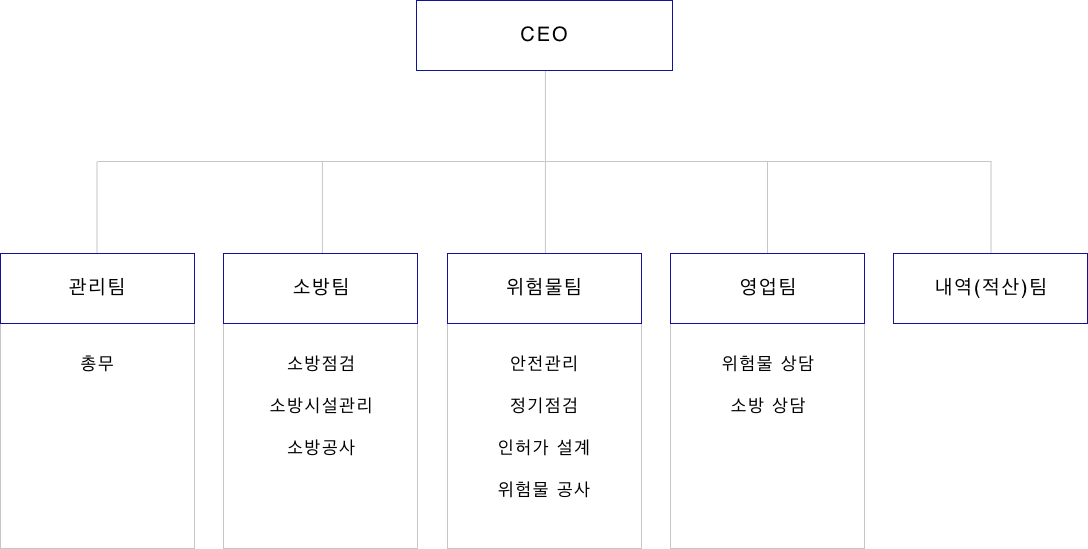 CEO
관리팀
총무
소방팀
소방점검
소방시설관리
소방공사
위험물팀
안전관리
정기점검
인허가 설계
위험물 공사
영업팀
위험물 상담
소방 상담
내역(적산)팀